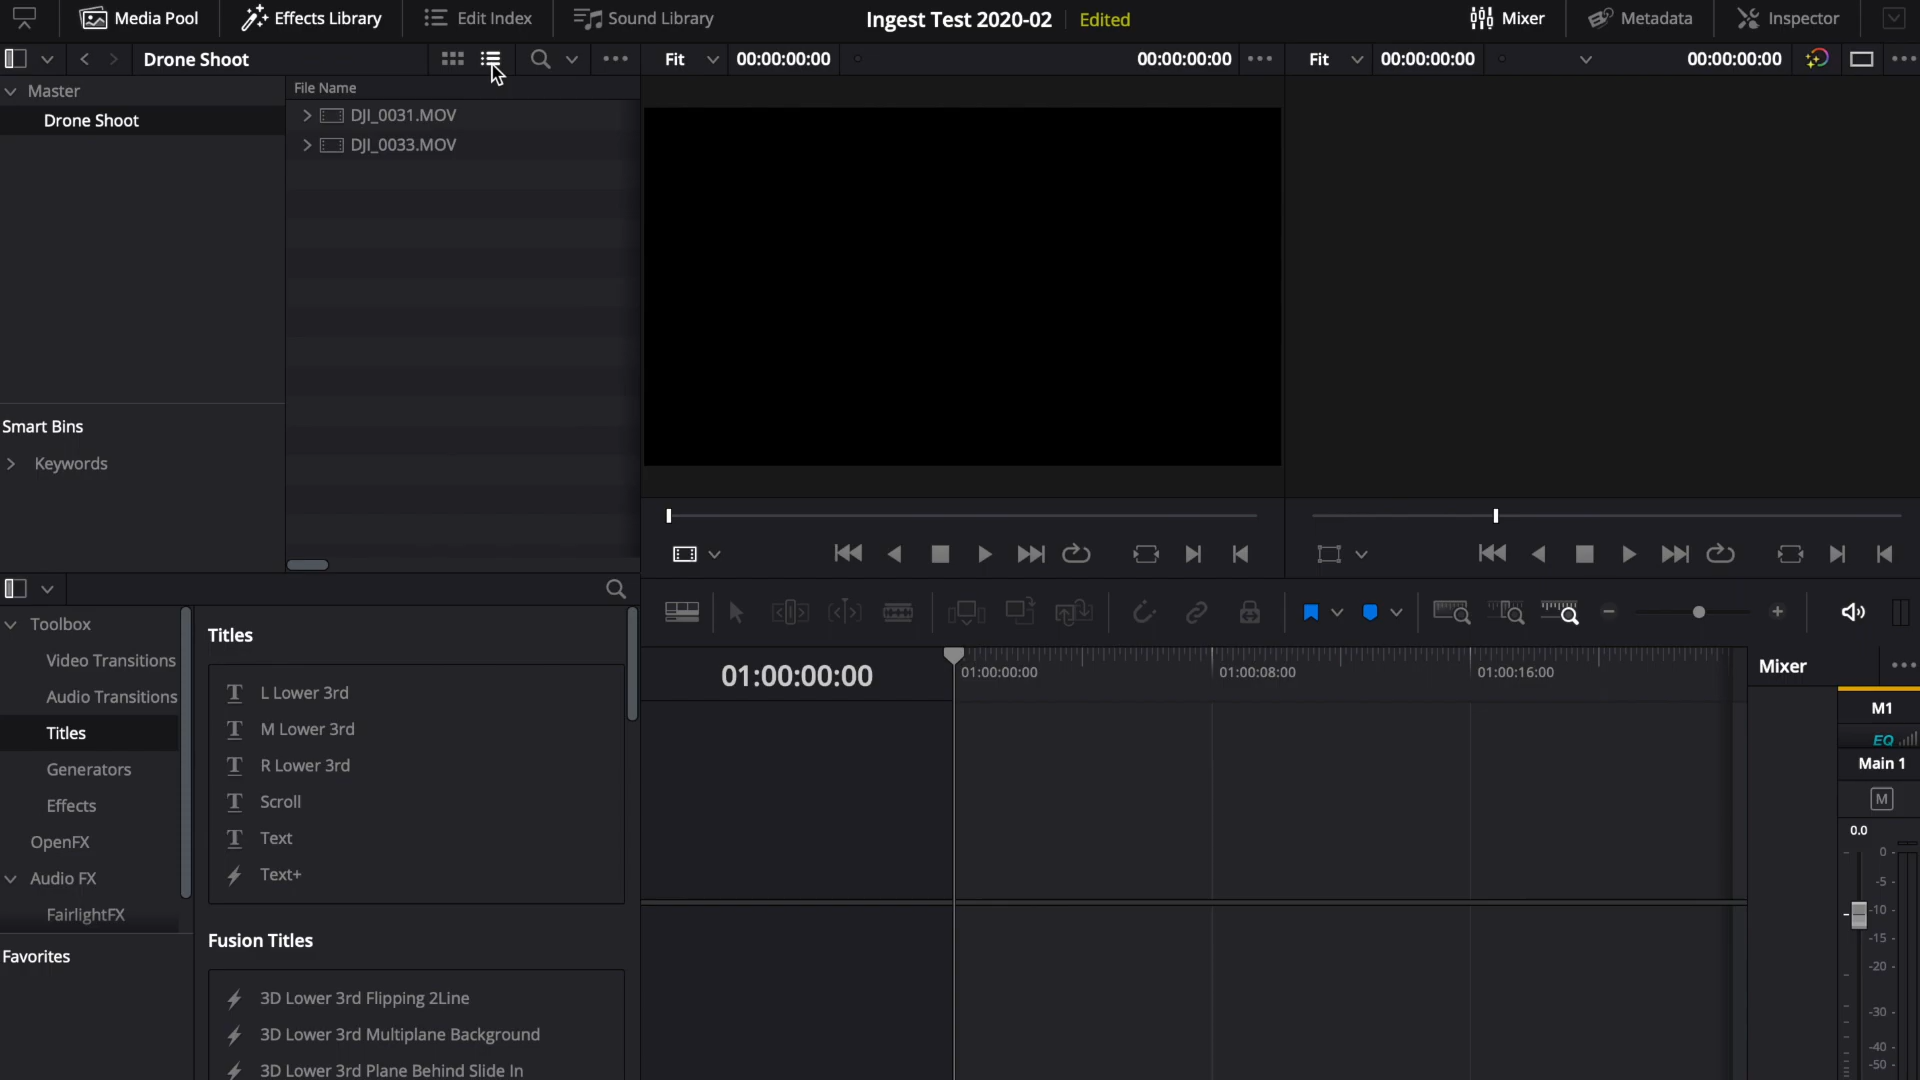 Media Pool Effects Library Edit Index Sound Library Ingest Test 2020-02 Edited Mixer Metadata Inspector
Drone Shoot Fit 00:00:00:00 00:00:00:00 Fit 00:00:00:00 00:00:00:00
Master
Drone Shoot
File Name
DJI_0031.MOV
DJI_0033.MOV
Smart Bins
Keywords
Toolbox
Video Transitions
Audio Transitions
Titles
Generators
Effects
OpenFX
Audio FX
FairlightFX
Favorites
Titles
L Lower 3rd
M Lower 3rd
R Lower 3rd
Scroll
Text
Text+
Fusion Titles
3D Lower 3rd Flipping 2Line
3D Lower 3rd Multiplane Background
3D Lower 3rd Plane Behind Slide In
01:00:00:00
01:00:00:00 01:00:08:00 01:00:16:00
Mixer
M1
EQ
Main 1
M
0.0
0
-5
-10
-15
-20
-30
-40
-50